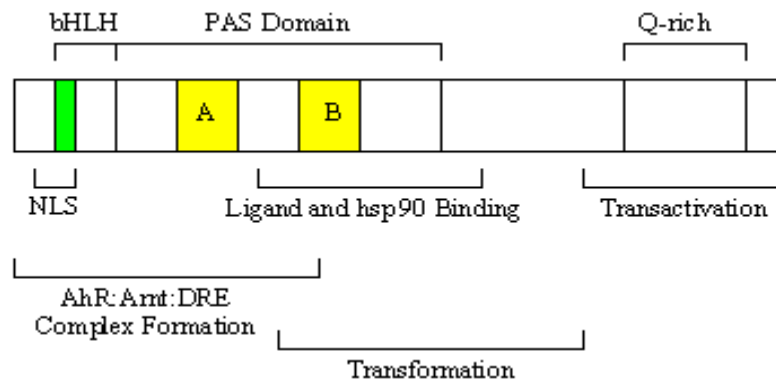 bHLH PAS Domain Q-rich
A B
NLS Ligand and hsp90 Binding Transactivation
AhR:Arnt:DRE
Complex Formation
Transformation